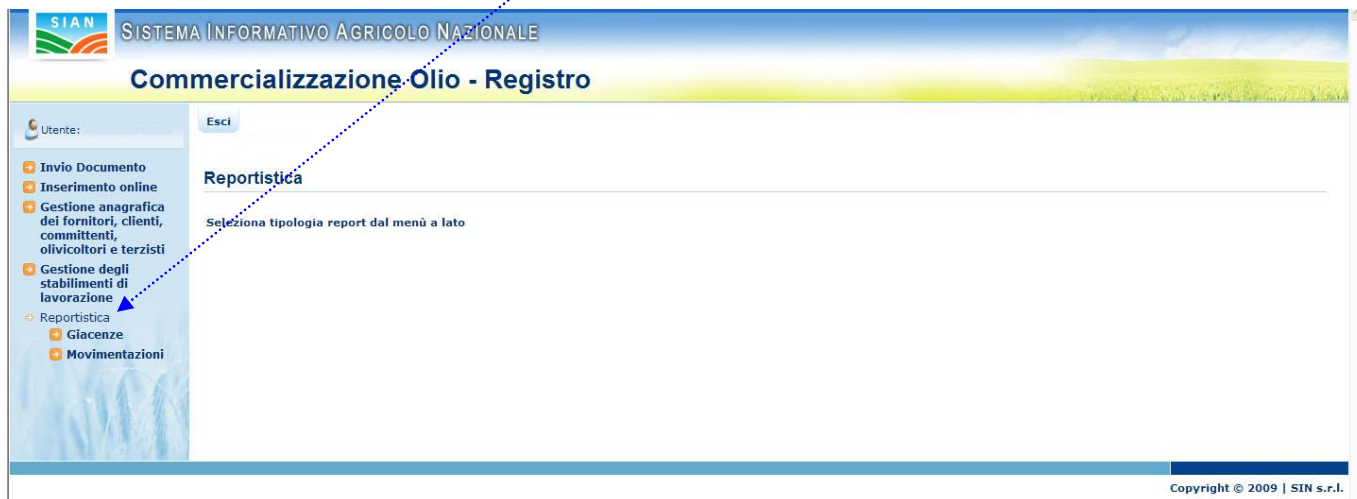 SIAN
SISTEMA INFORMATIVO AGRICOLO NAZIONALE
Commercializzazione Olio - Registro
Utente:
Esci
Invio Documento
Inserimento online
Gestione anagrafica
dei fornitori, clienti,
committenti,
olivicoltori e terzisti
Gestione degli
stabilimenti di
lavorazione
Reportistica
Giacenze
Movimentazioni
Reportistica
Seleziona tipologia report dal menù a lato
Copyright © 2009 | SIN s.r.l.